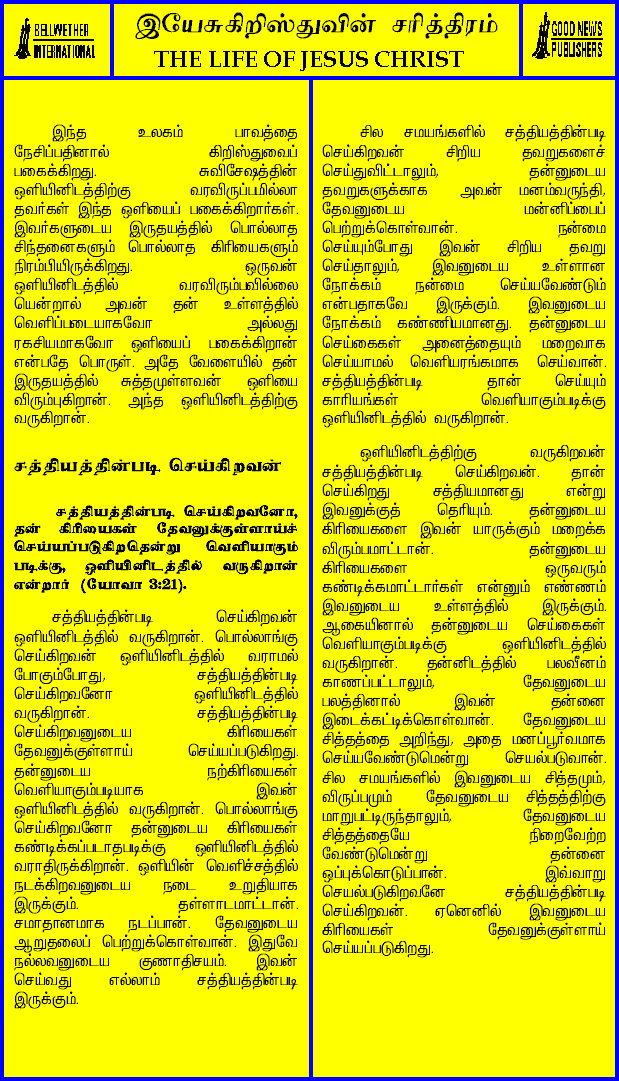 BELLWETHER
INTERNATIONAL
இயேசுகிறிஸ்துவின் சரித்திரம்
THE LIFE OF JESUS CHRIST
GOOD NEWS
PUBLISHERS
இந்த உலகம் பாவத்தை
நேசிப்பதினால் கிறிஸ்துவைப்
பகைக்கிறது. சுவிசேஷத்தின்
ஒளியினிடத்திற்கு வரவிருப்பமில்லா
தவர்கள் இந்த ஒளியைப் பகைக்கிறார்கள்.
இவர்களுடைய இருதயத்தில் பொல்லாத
சிந்தனைகளும் பொல்லாத கிரியைகளும்
நிரம்பியிருக்கிறது. ஒருவன்
ஒளியினிடத்தில் வரவிரும்பவில்லை
யென்றால் அவன் தன் உள்ளத்தில்
வெளிப்படையாகவோ அல்லது
ரகசியமாகவோ ஒளியைப் பகைக்கிறான்
என்பதே பொருள். அதே வேளையில் தன்
இருதயத்தில் சுத்தமுள்ளவன் ஒளியை
விரும்புகிறான். அந்த ஒளியினிடத்திற்கு
வருகிறான்.
சத்தியத்தின்படி செய்கிறவன்
சத்தியத்தின்படி செய்கிறவனோ,
தன் கிரியைகள் தேவனுக்குள்ளாய்ச்
செய்யப்படுகிறதென்று வெளியாகும்
படிக்கு, ஒளியினிடத்தில் வருகிறான்
என்றார் (யோவா 3:21).
சத்தியத்தின்படி செய்கிறவன்
ஒளியினிடத்தில் வருகிறான். பொல்லாங்கு
செய்கிறவன் ஒளியினிடத்தில் வராமல்
போகும்போது, சத்தியத்தின்படி
செய்கிறவனோ ஒளியினிடத்தில்
வருகிறான். சத்தியத்தின்படி
செய்கிறவனுடைய கிரியைகள்
தேவனுக்குள்ளாய் செய்யப்படுகிறது.
தன்னுடைய நற்கிரியைகள்
வெளியாகும்படியாக இவன்
ஒளியினிடத்தில் வருகிறான். பொல்லாங்கு
செய்கிறவனோ தன்னுடைய கிரியைகள்
கண்டிக்கப்படாதபடிக்கு ஒளியினிடத்தில்
வராதிருக்கிறான். ஒளியின் வெளிச்சத்தில்
நடக்கிறவனுடைய நடை உறுதியாக
இருக்கும். தள்ளாடமாட்டான்.
சமாதானமாக நடப்பான். தேவனுடைய
ஆறுதலைப் பெற்றுக்கொள்வான். இதுவே
நல்லவனுடைய குணாதிசயம். இவன்
செய்வது எல்லாம் சத்தியத்தின்படி
இருக்கும்.
சில சமயங்களில் சத்தியத்தின்படி
செய்கிறவன் சிறிய தவறுகளைச்
செய்துவிட்டாலும், தன்னுடைய
தவறுகளுக்காக அவன் மனம்வருந்தி,
தேவனுடைய மன்னிப்பைப்
பெற்றுக்கொள்வான். நன்மை
செய்யும்போது இவன் சிறிய தவறு
செய்தாலும், இவனுடைய உள்ளான
நோக்கம் நன்மை செய்யவேண்டும்
என்பதாகவே இருக்கும். இவனுடைய
நோக்கம் கண்ணியமானது. தன்னுடைய
செய்கைகள் அனைத்தையும் மறைவாக
செய்யாமல் வெளியரங்கமாக செய்வான்.
சத்தியத்தின்படி தான் செய்யும்
காரியங்கள் வெளியாகும்படிக்கு
ஒளியினிடத்தில் வருகிறான்.
ஒளியினிடத்திற்கு வருகிறவன்
சத்தியத்தின்படி செய்கிறவன். தான்
செய்கிறது சத்தியமானது என்று
இவனுக்குத் தெரியும். தன்னுடைய
கிரியைகளை இவன் யாருக்கும் மறைக்க
விரும்பமாட்டான். தன்னுடைய
கிரியைகளை ஒருவரும்
கண்டிக்கமாட்டார்கள் என்னும் எண்ணம்
இவனுடைய உள்ளத்தில் இருக்கும்.
ஆகையினால் தன்னுடைய செய்கைகள்
வெளியாகும்படிக்கு ஒளியினிடத்தில்
வருகிறான். தன்னிடத்தில் பலவீனம்
காணப்பட்டாலும், தேவனுடைய
பலத்தினால் இவன் தன்னை
இடைக்கட்டிக்கொள்வான். தேவனுடைய
சித்தத்தை அறிந்து, அதை மனப்பூர்வமாக
செய்யவேண்டுமென்று செயல்படுவான்.
சில சமயங்களில் இவனுடைய சித்தமும்,
விருப்பமும் தேவனுடைய சித்தத்திற்கு
மாறுபட்டிருந்தாலும், தேவனுடைய
சித்தத்தையே நிறைவேற்ற
வேண்டுமென்று தன்னை
ஒப்புக்கொடுப்பான். இவ்வாறு
செயல்படுகிறவனே சத்தியத்தின்படி
செய்கிறவன். ஏனெனில் இவனுடைய
கிரியைகள் தேவனுக்குள்ளாய்
செய்யப்படுகிறது.